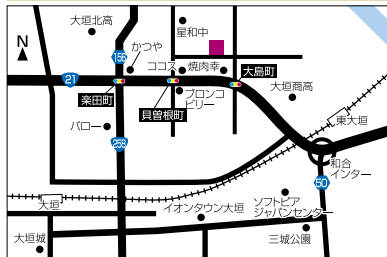 大垣北高
星和中
N
156
かつや
ココス
焼肉幸
大島町
21
楽田町
貝曽根町
ブロンコ
ビリー
大垣商高
バロー
258
東大垣
和合
インター
50
大垣
イオンタウン大垣
ソフトピア
ジャパンセンター
大垣城
三城公園